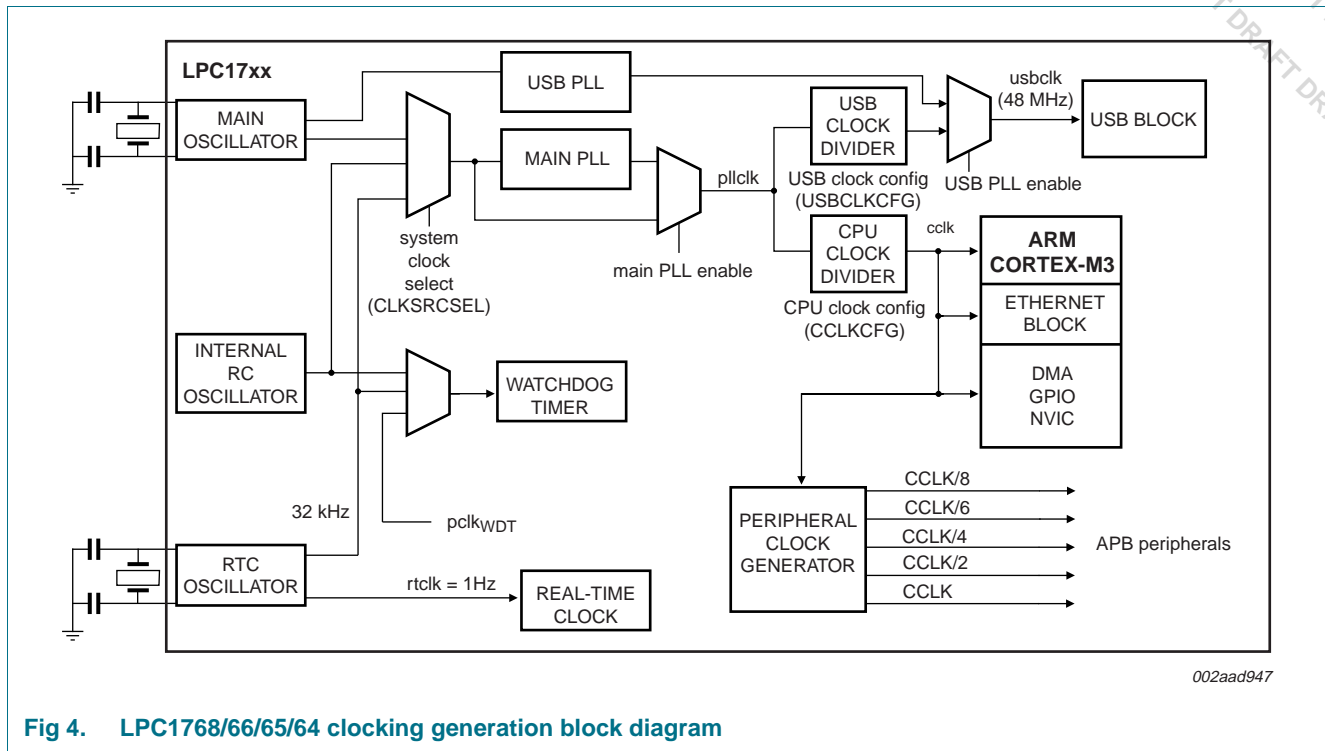 DRAFT DRAFT DR
LPC17xx
MAIN
OSCILLATOR
USB PLL
MAIN PLL
system
clock
select
(CLKSRCSEL)
main PLL enable
pllclk
USB
CLOCK
DIVIDER
USB clock config
(USBCLKCFG)
usbclk
(48 MHz)
USB BLOCK
USB PLL enable
CPU
CLOCK
DIVIDER
CPU clock config
(CCLKCFG)
cclk
ARM
CORTEX-M3
ETHERNET
BLOCK
DMA
GPIO
NVIC
INTERNAL
RC
OSCILLATOR
WATCHDOG
TIMER
32 kHz
pclkWDT
RTC
OSCILLATOR
rtclk = 1Hz
REAL-TIME
CLOCK
PERIPHERAL
CLOCK
GENERATOR
CCLK/8
CCLK/6
CCLK/4
CCLK/2
CCLK
APB peripherals
002aad947
Fig 4. LPC1768/66/65/64 clocking generation block diagram